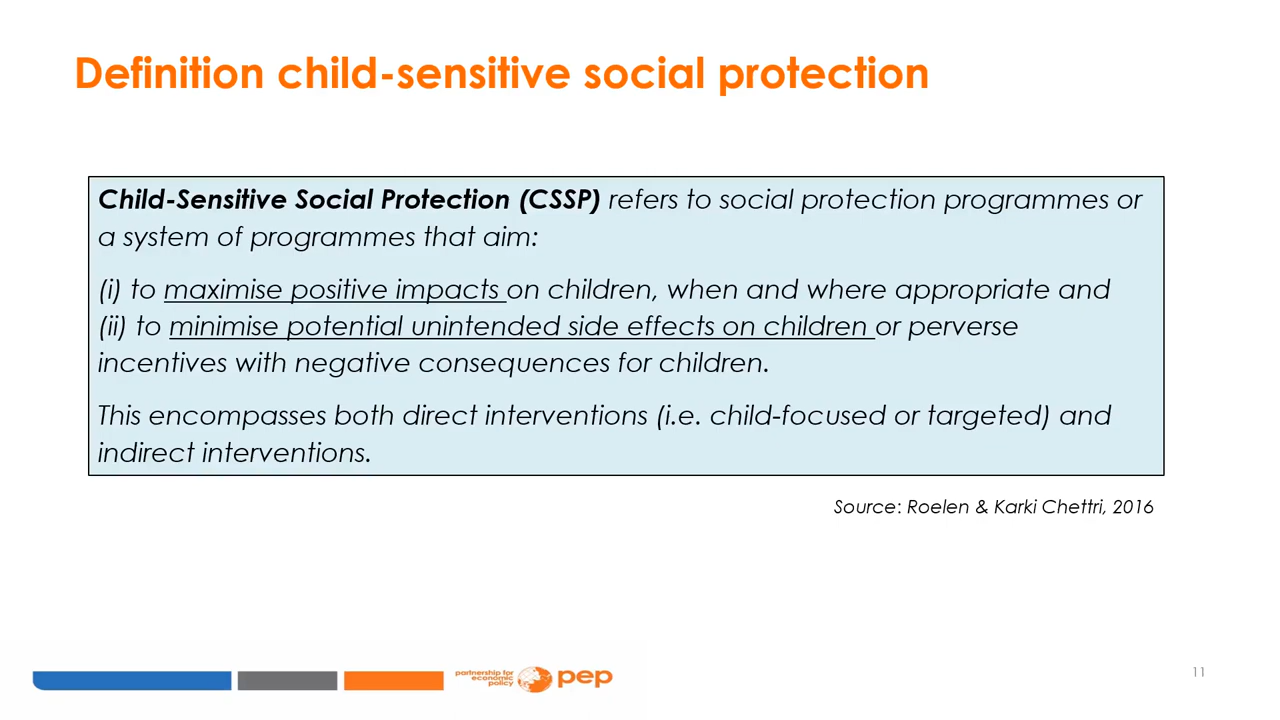 Definition child-sensitive social protection
Child-Sensitive Social Protection (CSSP) refers to social protection programmes or
a system of programmes that aim:
(i) to maximise positive impacts on children, when and where appropriate and
(ii) to minimise potential unintended side effects on children or perverse
incentives with negative consequences for children.
This encompasses both direct interventions (i.e. child-focused or targeted) and
indirect interventions.
Source: Roelen & Karki Chettri, 2016
partnership for
economic
policy
pep
11